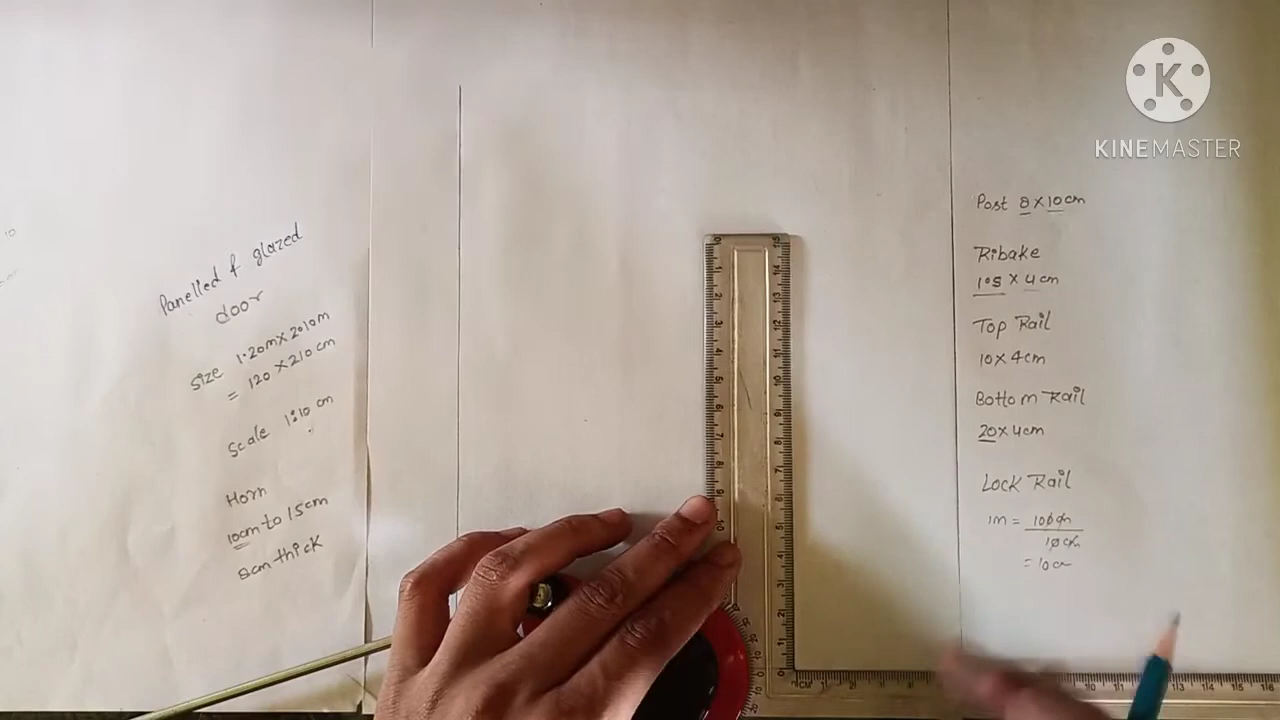 Panelled & glazed
door
Size 1.20m x 2.10m
= 120 x 210 cm
Scale 1:10 cm
Horn
10cm to 15cm
8cm thick
Post 8 x 10cm
Ribake
1.5 x 4 cm
Top Rail
10 x 4cm
Bottom Rail
20 x 4cm
Lock Rail
1M = 100cm
10cm
= 10cm
KINEMASTER